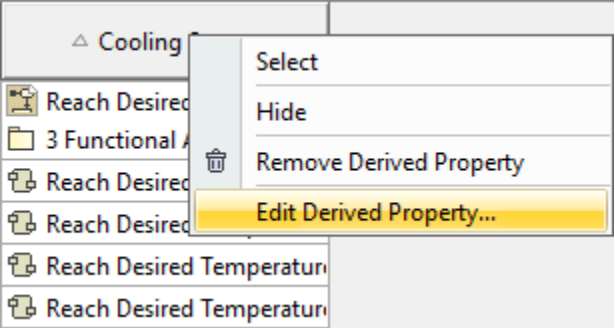 Cooling
Select
Reach Desired
Hide
3 Functional
Remove Derived Property
Reach Desired
Edit Derived Property...
Reach Desired
Reach Desired Temperature
Reach Desired Temperature